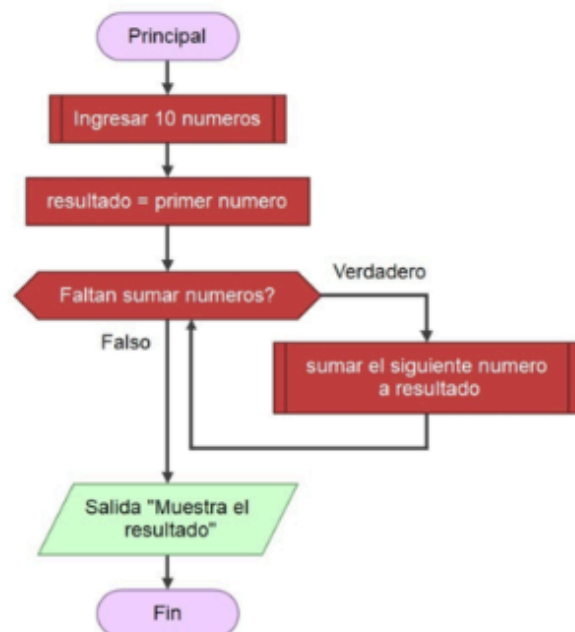 Principal
Ingresar 10 numeros
resultado = primer numero
Faltan sumar numeros?
Verdadero
Falso
sumar el siguiente numero
a resultado
Salida "Muestra el
resultado"
Fin